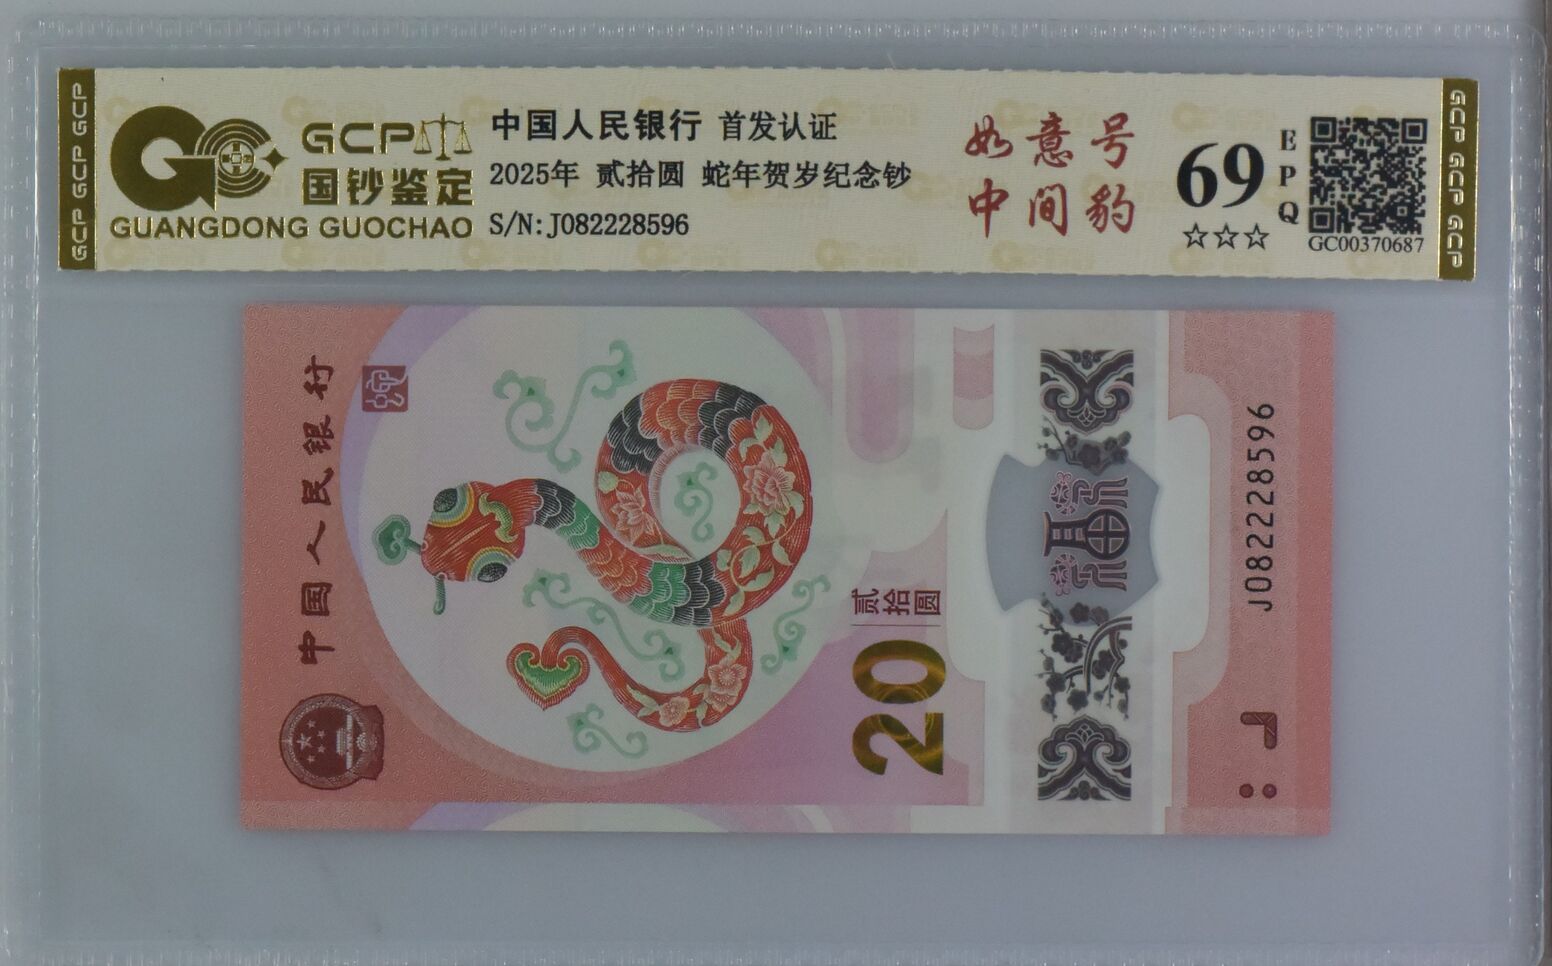 GCP GCP GCP
GCP
国钞鉴定
GUANGDONG GUOCHAO
中国人民银行 首发认证
2025年 贰拾圆 蛇年贺岁纪念钞
S/N:J082228596
如意号
中间豹
69
EPQ
☆☆☆
GC00370687
GCP GCP GCP
中国人民银行
贰拾圆
20
J082228596